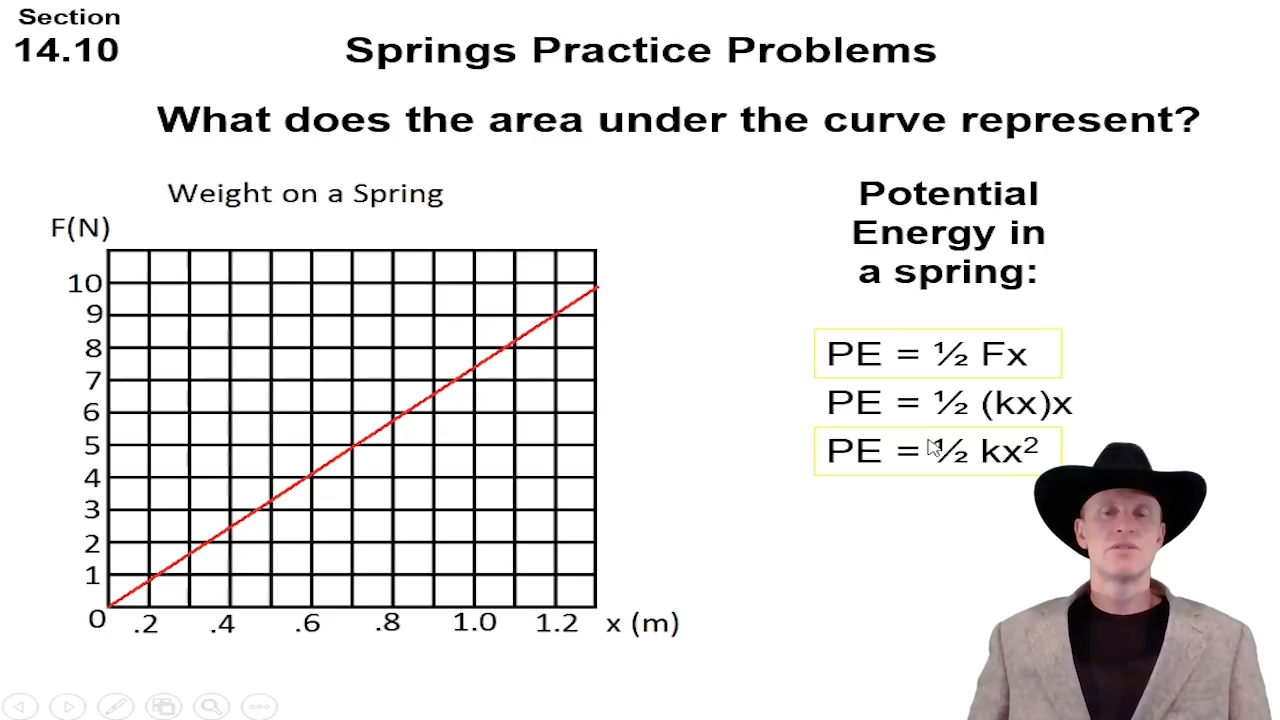 Section
14.10
Springs Practice Problems
What does the area under the curve represent?
Weight on a Spring
F(N)
10
9
8
7
6
5
4
3
2
1
0
.2 .4 .6 .8 1.0 1.2 x (m)
Potential
Energy in
a spring:
PE = ½ Fx
PE = ½ (kx)x
PE = ½ kx²